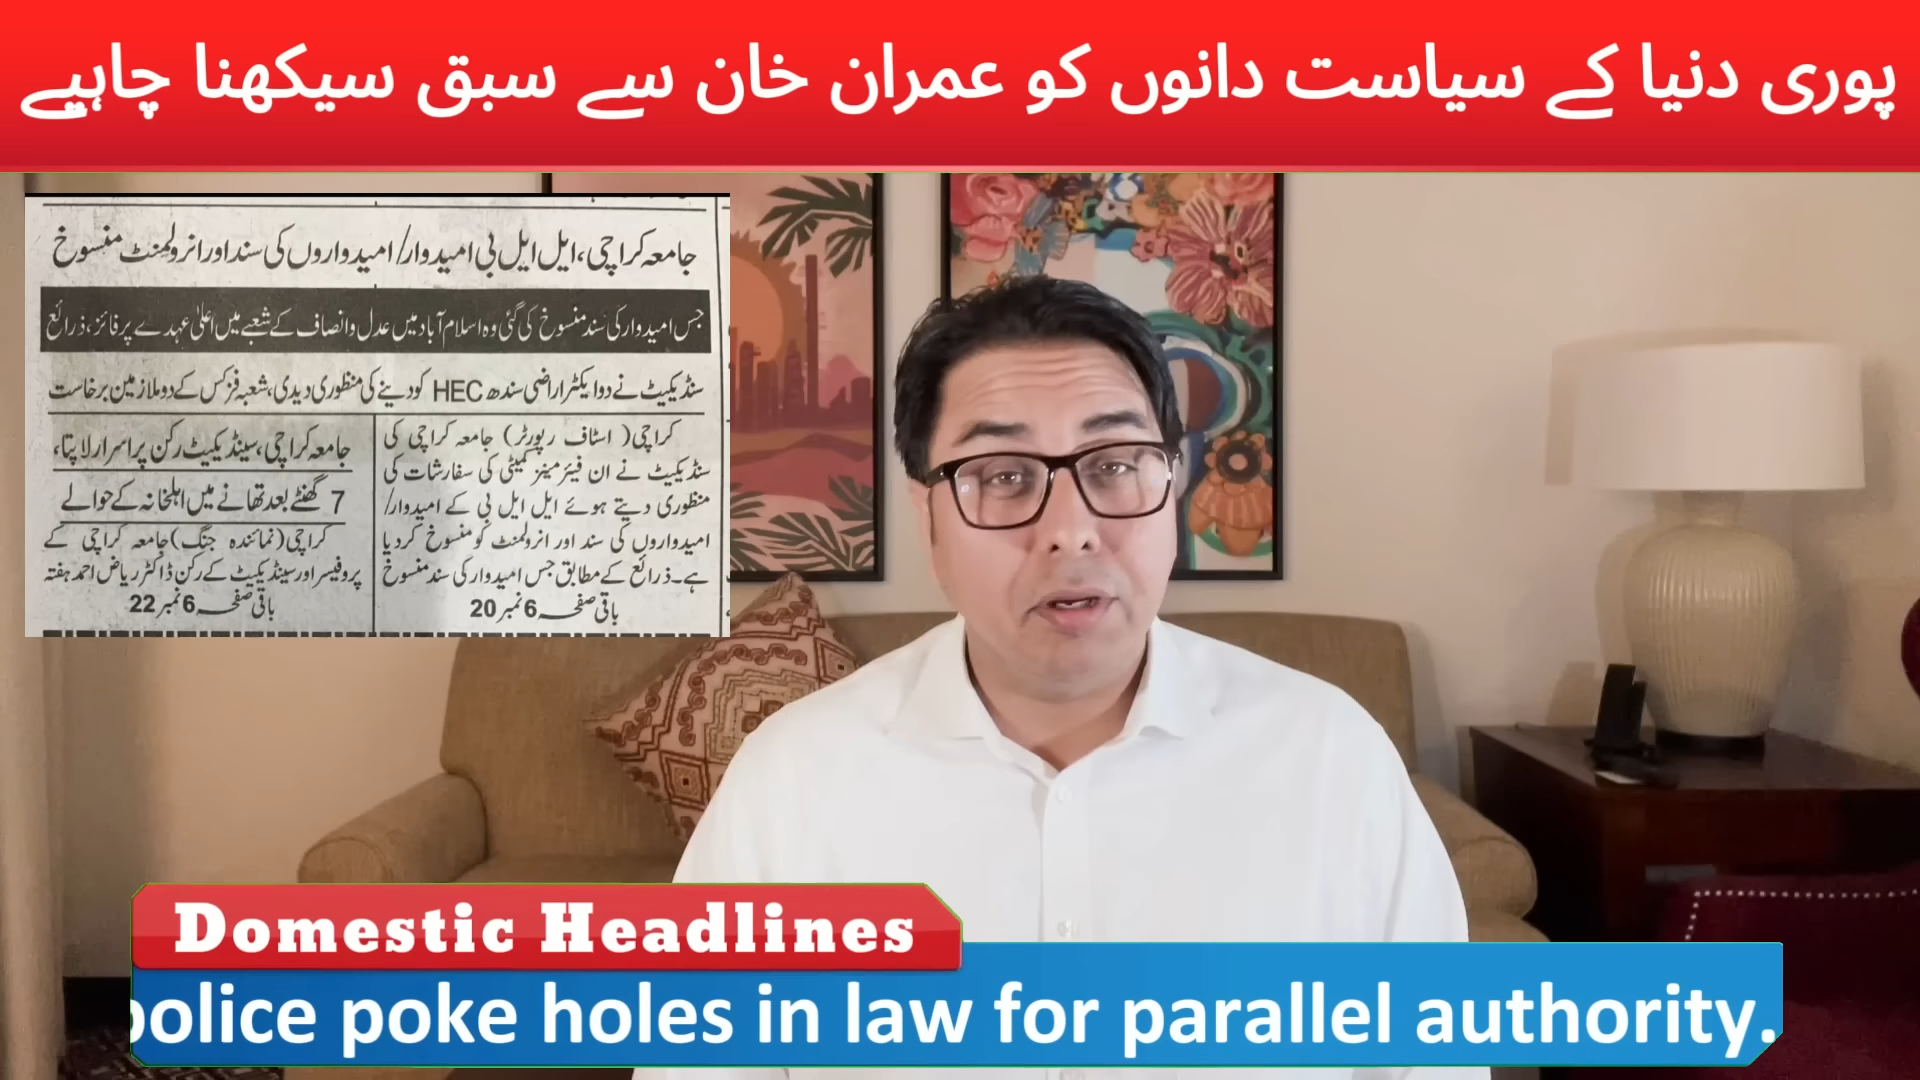 پوری دنیا کے سیاست دانوں کو عمران خان سے سبق سیکھنا چاہیے
جامعہ کراچی، ایل ایل بی امیدوار/امیدواروں کی سند اور انرولمنٹ منسوخ
جس امیدوار کی سند منسوخ کی گئی وہ اسلام آباد میں عدل و انصاف کے شعبے میں اعلیٰ عہدے پر فائز، ذرائع
سنڈیکیٹ نے دو ایکٹر اراضی سندھ HEC کو دینے کی منظوری دیدی، شعبہ فزکس کے دو ملازمین برخاست
کراچی (اسٹاف رپورٹر) جامعہ کراچی کی
سنڈیکیٹ نے ان فیئر مینز کمیٹی کی سفارشات کی
منظوری دیتے ہوئے ایل ایل بی کے امیدوار/
امیدواروں کی سند اور انرولمنٹ کو منسوخ کردیا
ہے۔ ذرائع کے مطابق جس امیدوار کی سند منسوخ
باقی صفحہ 6 نمبر 20
جامعہ کراچی، سینڈیکیٹ رکن پراسرار لاپتا،
7 گھنٹے بعد تھانے میں اہلخانہ کے حوالے
کراچی (نمائندہ جنگ) جامعہ کراچی کے
پروفیسر اور سینڈیکیٹ کے رکن ڈاکٹر ریاض احمد ہفتہ
باقی صفحہ 6 نمبر 22
Domestic Headlines
police poke holes in law for parallel authority.